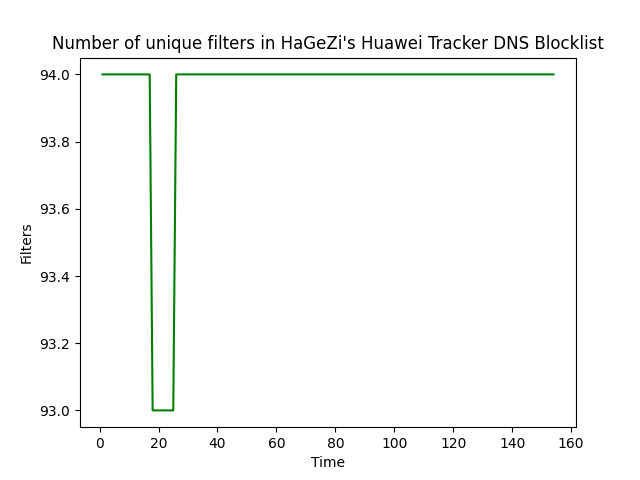 Number of unique filters in HaGeZi's Huawei Tracker DNS Blocklist
94.0
93.8
93.6
93.4
93.2
93.0
Filters
0 20 40 60 80 100 120 140 160
Time